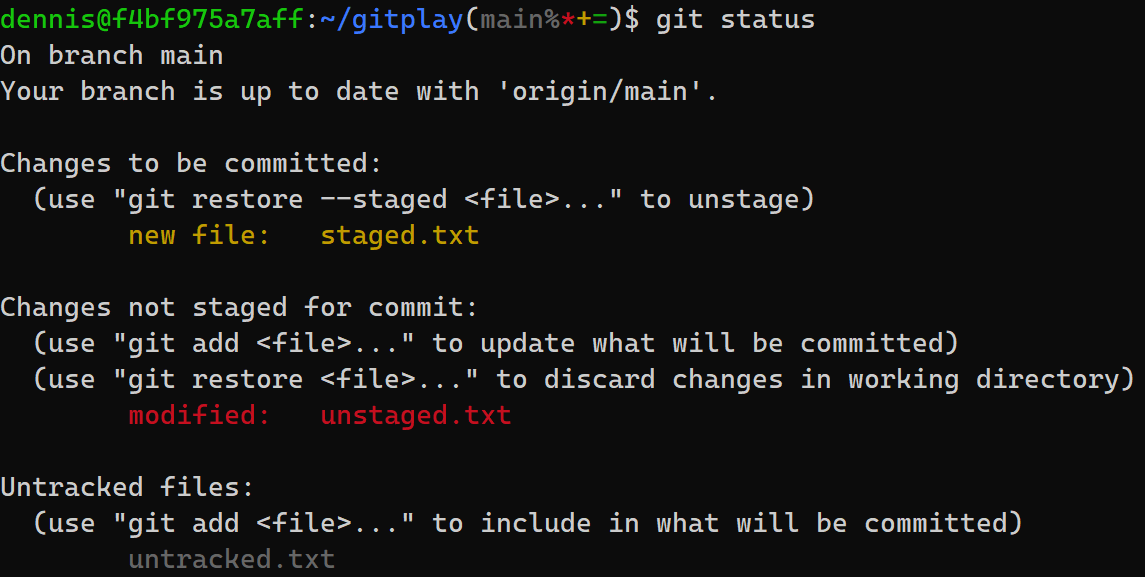 dennis@f4bf975a7aff:~/gitplay(main%*+=)$ git status
On branch main
Your branch is up to date with 'origin/main'.
Changes to be committed:
(use "git restore --staged <file>..." to unstage)
new file:   staged.txt
Changes not staged for commit:
(use "git add <file>..." to update what will be committed)
(use "git restore <file>..." to discard changes in working directory)
modified:   unstaged.txt
Untracked files:
(use "git add <file>..." to include in what will be committed)
untracked.txt